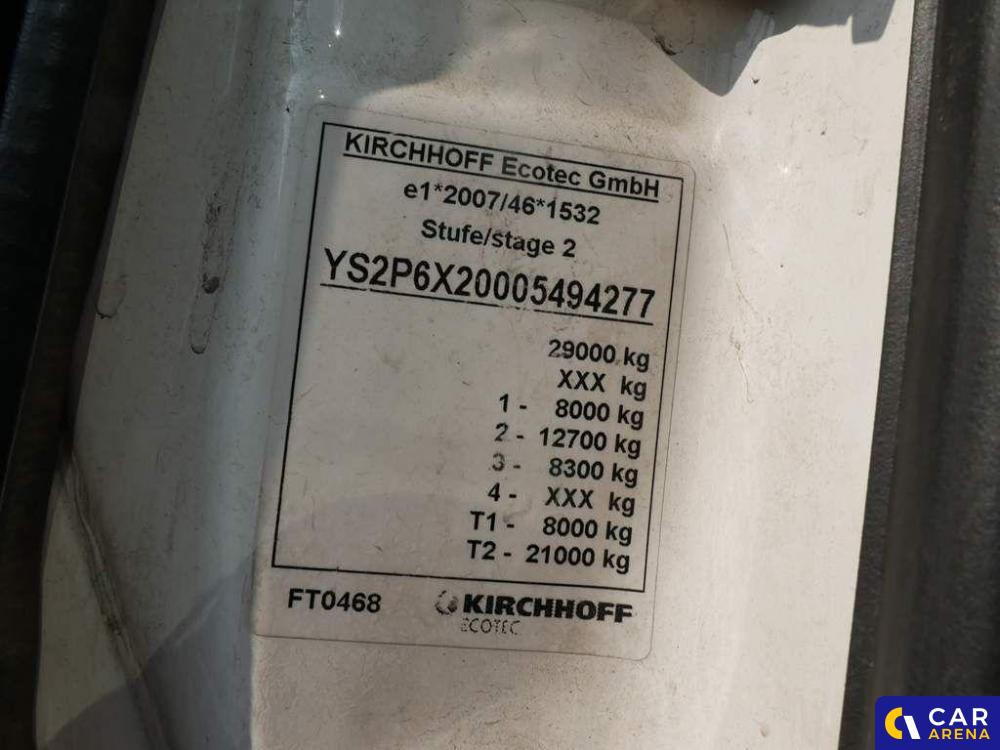 KIRCHHOFF Ecotec GmbH
e1*2007/46*1532
Stufe/stage 2
YS2P6X20005494277
29000 kg
XXX kg
1 - 8000 kg
2 - 12700 kg
3 - 8300 kg
4 - XXX kg
T1 - 8000 kg
T2 - 21000 kg
FT0468
KIRCHHOFF
ECOTEC
CAR
ARENA